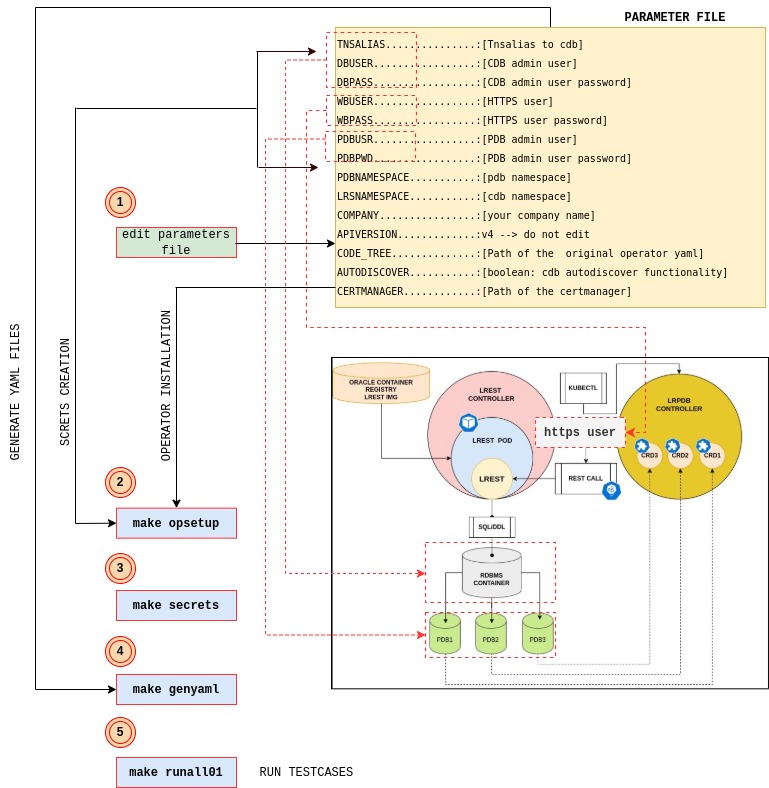 PARAMETER FILE
TNSALIAS...............:[Tnsalias to cdb]
DBUSER.................:[CDB admin user]
DBPASS.................:[CDB admin user password]
WBUSER.................:[HTTPS user]
WBPASS.................:[HTTPS user password]
PDBUSR.................:[PDB admin user]
PDBPWD.................:[PDB admin user password]
PDBNAMESPACE...........:[pdb namespace]
LRSNAMESPACE...........:[cdb namespace]
COMPANY................:[your company name]
APIVERSION.............:v4 --> do not edit
CODE_TREE..............:[Path of the  original operator yaml]
AUTODISCOVER...........:[boolean: cdb autodiscover functionality]
CERTMANAGER............:[Path of the certmanager]
1
edit parameters
file
GENERATE YAML FILES
SCRETS CREATION
OPERATOR INSTALLATION
2
make opsetup
3
make secrets
4
make genyaml
5
make runall01
RUN TESTCASES
ORACLE CONTAINER
REGISTRY
LREST IMG
LREST
CONTROLLER
LREST POD
LREST
KUBECTL
https user
REST CALL
LRPDB
CONTROLLER
CRD3
CRD2
CRD1
SQL/DDL
RDBMS
CONTAINER
PDB1
PDB2
PDB3